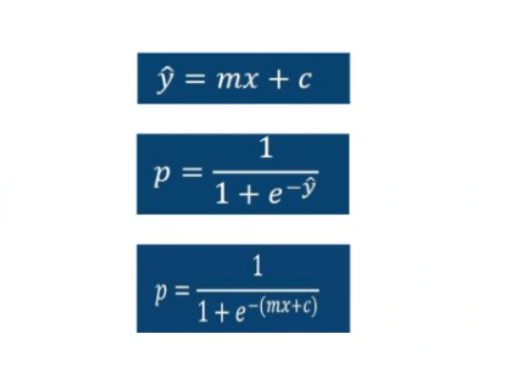 ŷ = mx + c
p = 1 / (1 + e^(-ŷ))
p = 1 / (1 + e^(-(mx+c)))